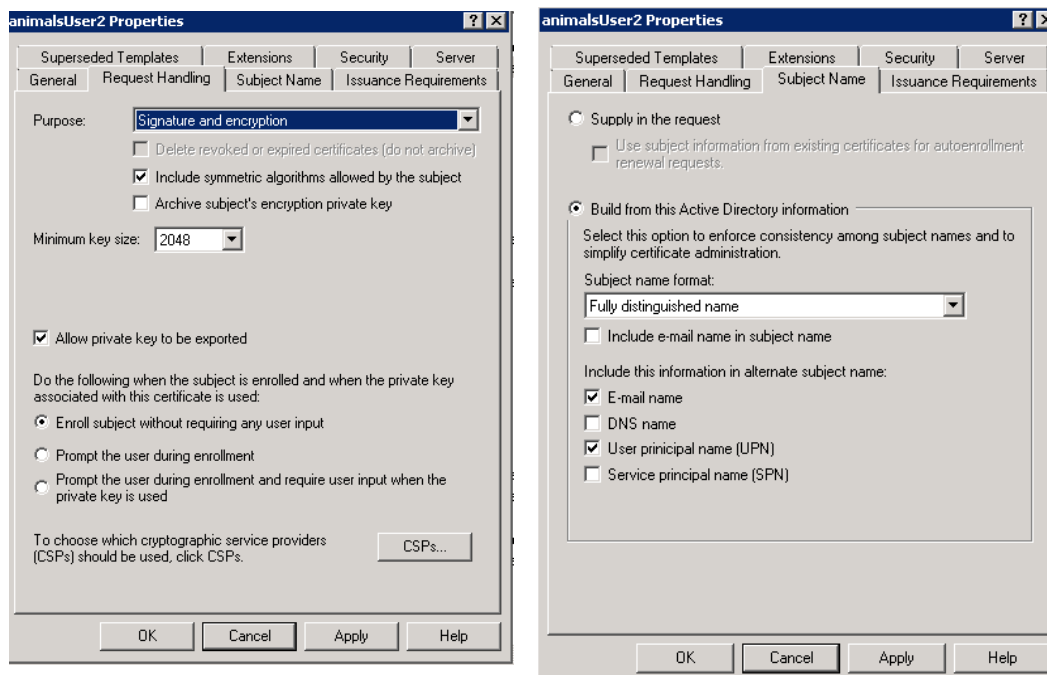 animalsUser2 Properties
Superseded Templates
Extensions
Security
Server
General
Request Handling
Subject Name
Issuance Requirements
Purpose:
Signature and encryption
Delete revoked or expired certificates (do not archive)
Include symmetric algorithms allowed by the subject
Archive subject's encryption private key
Minimum key size:
2048
Allow private key to be exported
Do the following when the subject is enrolled and when the private key
associated with this certificate is used:
Enroll subject without requiring any user input
Prompt the user during enrollment
Prompt the user during enrollment and require user input when the
private key is used
To choose which cryptographic service providers
(CSPs) should be used, click CSPs.
CSPs...
OK
Cancel
Apply
Help
animalsUser2 Properties
Superseded Templates
Extensions
Security
Server
General
Request Handling
Subject Name
Issuance Requirements
Supply in the request
Use subject information from existing certificates for autoenrollment
renewal requests.
Build from this Active Directory information
Select this option to enforce consistency among subject names and to
simplify certificate administration.
Subject name format:
Fully distinguished name
Include e-mail name in subject name
Include this information in alternate subject name:
E-mail name
DNS name
User prinicipal name (UPN)
Service principal name (SPN)
OK
Cancel
Apply
Help